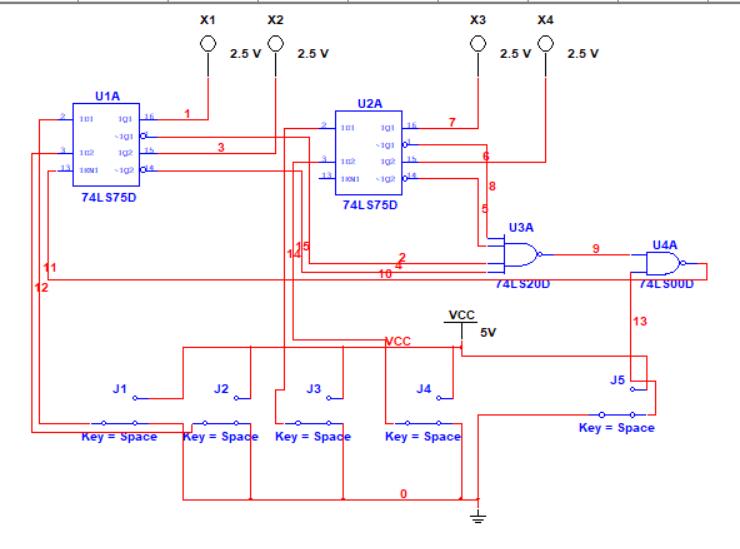 X1 X2 X3 X4
2.5 V 2.5 V 2.5 V 2.5 V
U1A
2 1D1 1Q1 16 1
~1Q1 1
3 1D2 1Q2 15 3
13 1EN1 ~1Q2 14
74LS75D
U2A
2 1D1 1Q1 16 7
~1Q1 1
3 1D2 1Q2 15 6
13 1EN1 ~1Q2 14
74LS75D
8
5
U3A
74LS20D
9
U4A
74LS00D
15
14
2
4
10
11
12
13
VCC
5V
VCC
J1 J2 J3 J4 J5
Key = Space Key = Space Key = Space Key = Space Key = Space
0